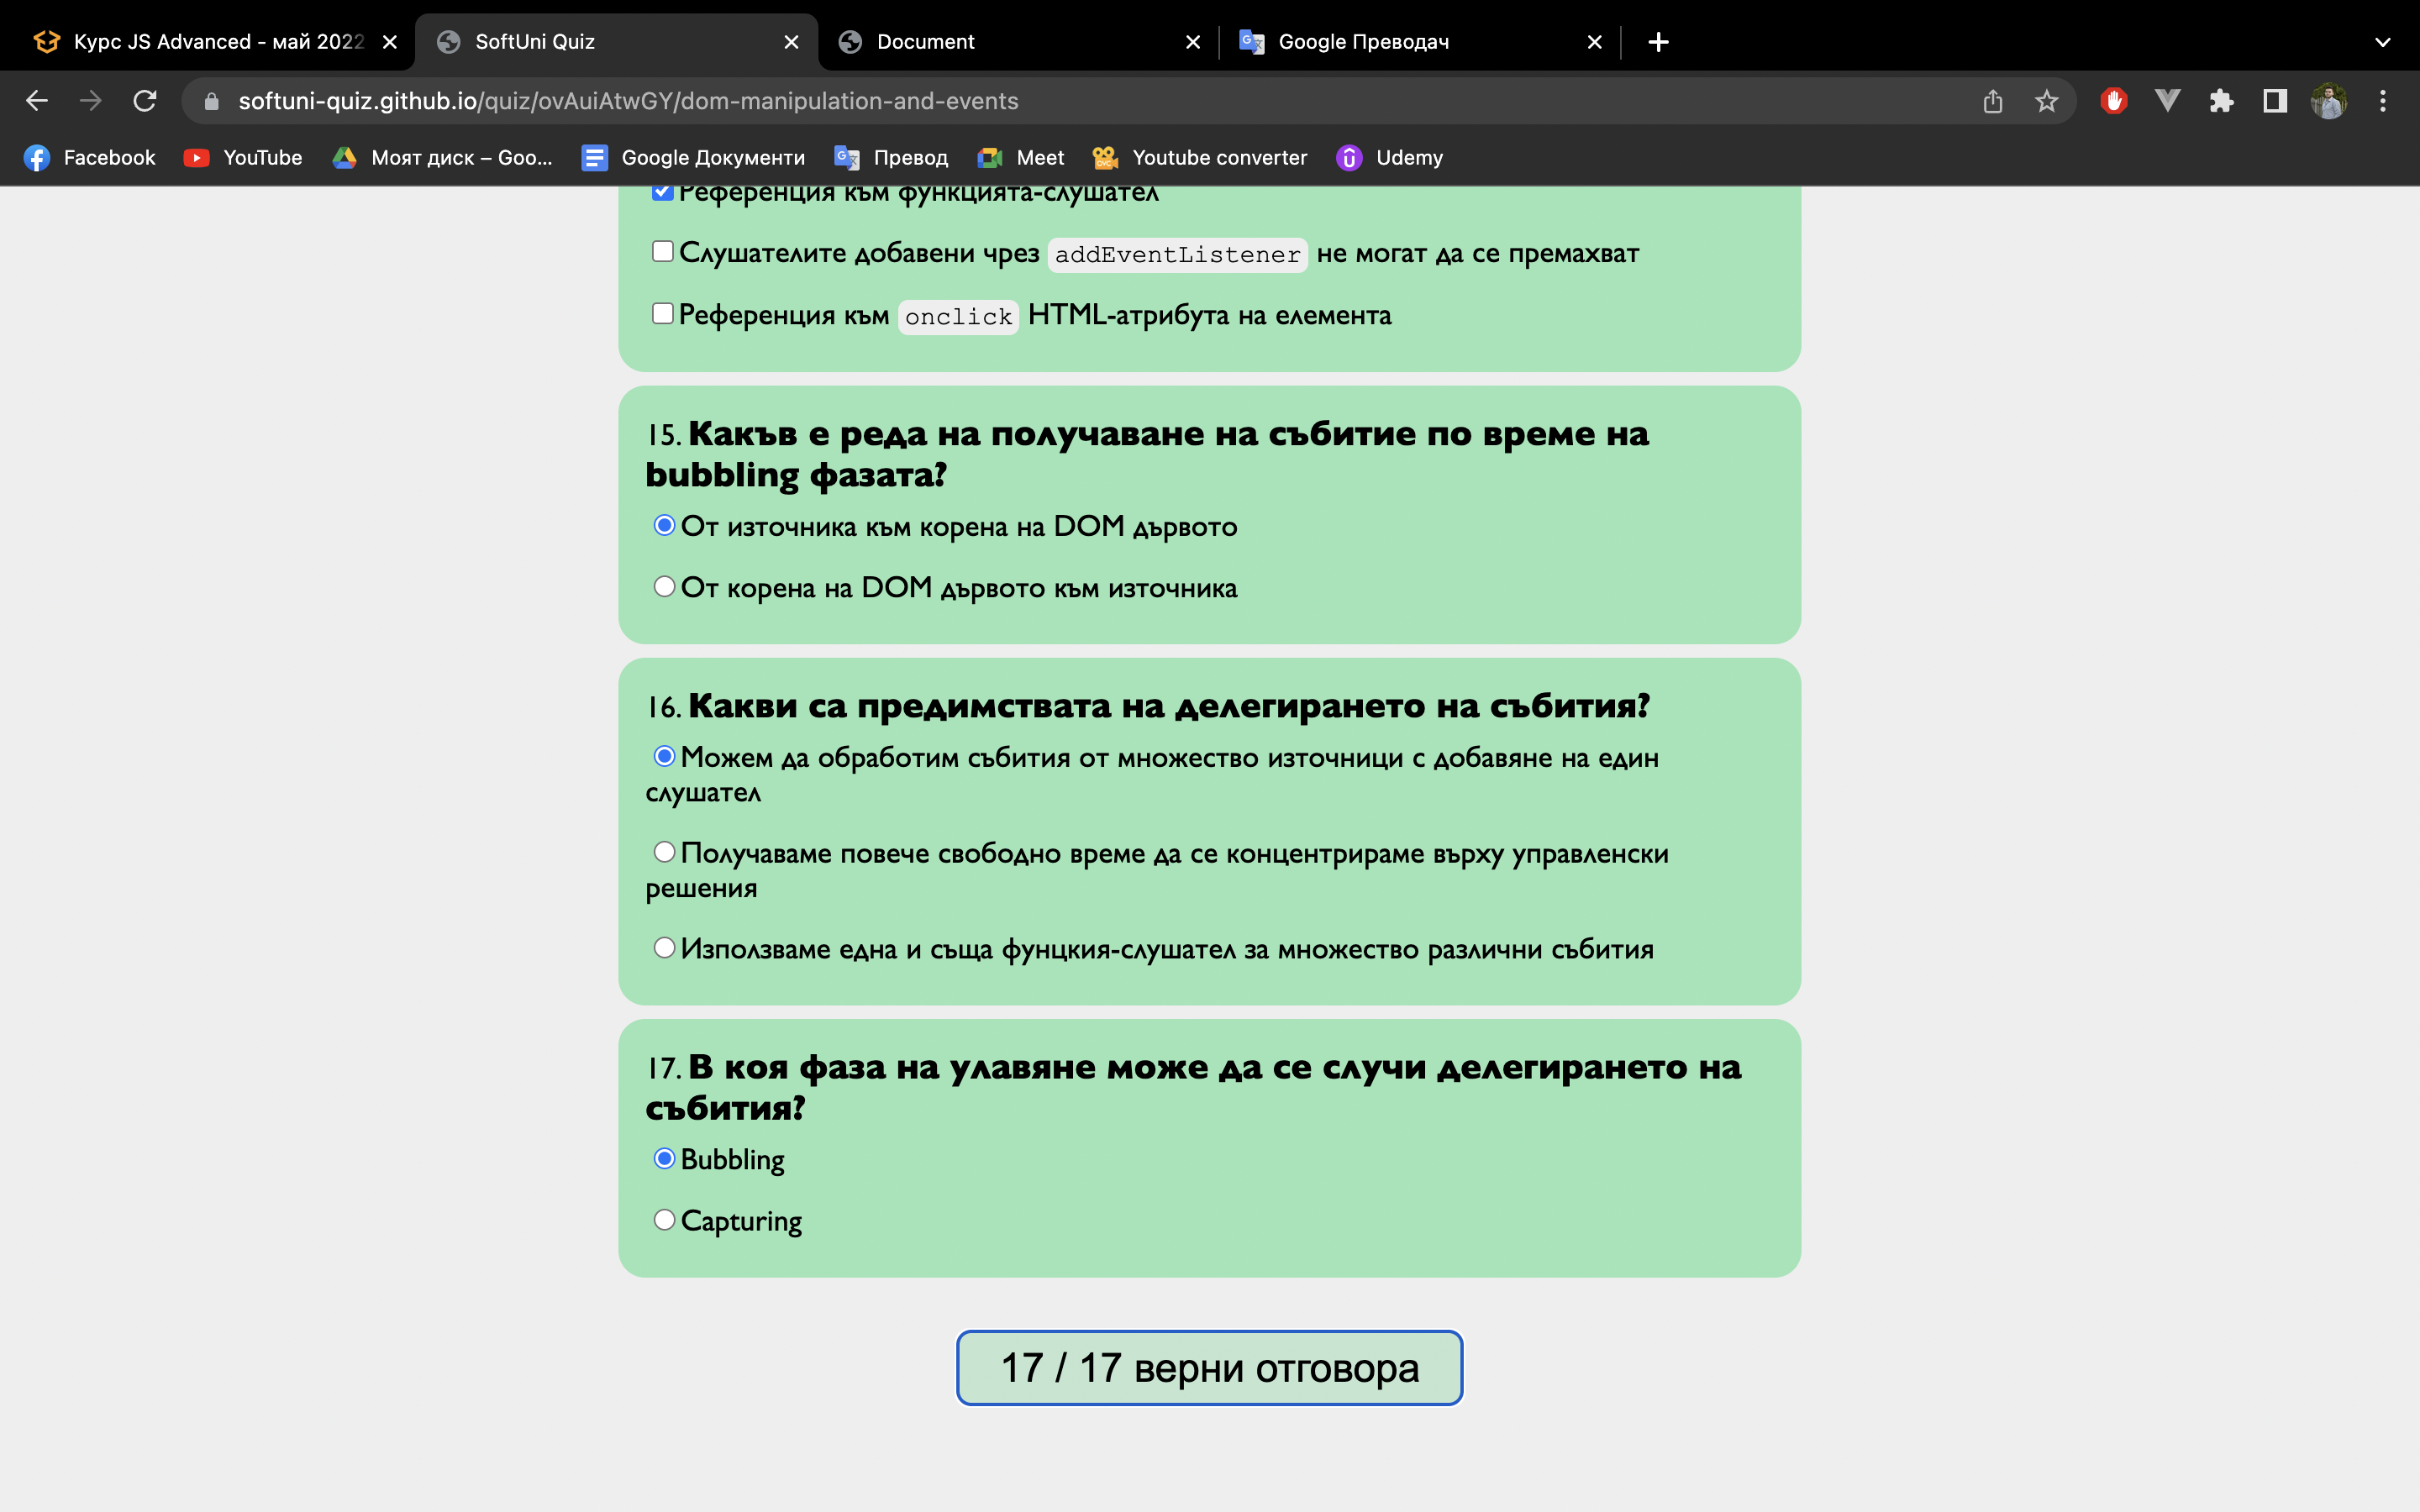 Курс JS Advanced - май 2022
SoftUni Quiz
Document
Google Преводач
softuni-quiz.github.io/quiz/ovAuiAtwGY/dom-manipulation-and-events
Facebook
YouTube
Моят диск – Goo...
Google Документи
Превод
Meet
Youtube converter
Udemy
Референция към функцията-слушател
Слушателите добавени чрез addEventListener не могат да се премахват
Референция към onclick HTML-атрибута на елемента
15. Какъв е реда на получаване на събитие по време на
bubbling фазата?
От източника към корена на DOM дървото
От корена на DOM дървото към източника
16. Какви са предимствата на делегирането на събития?
Можем да обработим събития от множество източници с добавяне на един
слушател
Получаваме повече свободно време да се концентрираме върху управленски
решения
Използваме една и съща фунцкия-слушател за множество различни събития
17. В коя фаза на улавяне може да се случи делегирането на
събития?
Bubbling
Capturing
17 / 17 верни отговора